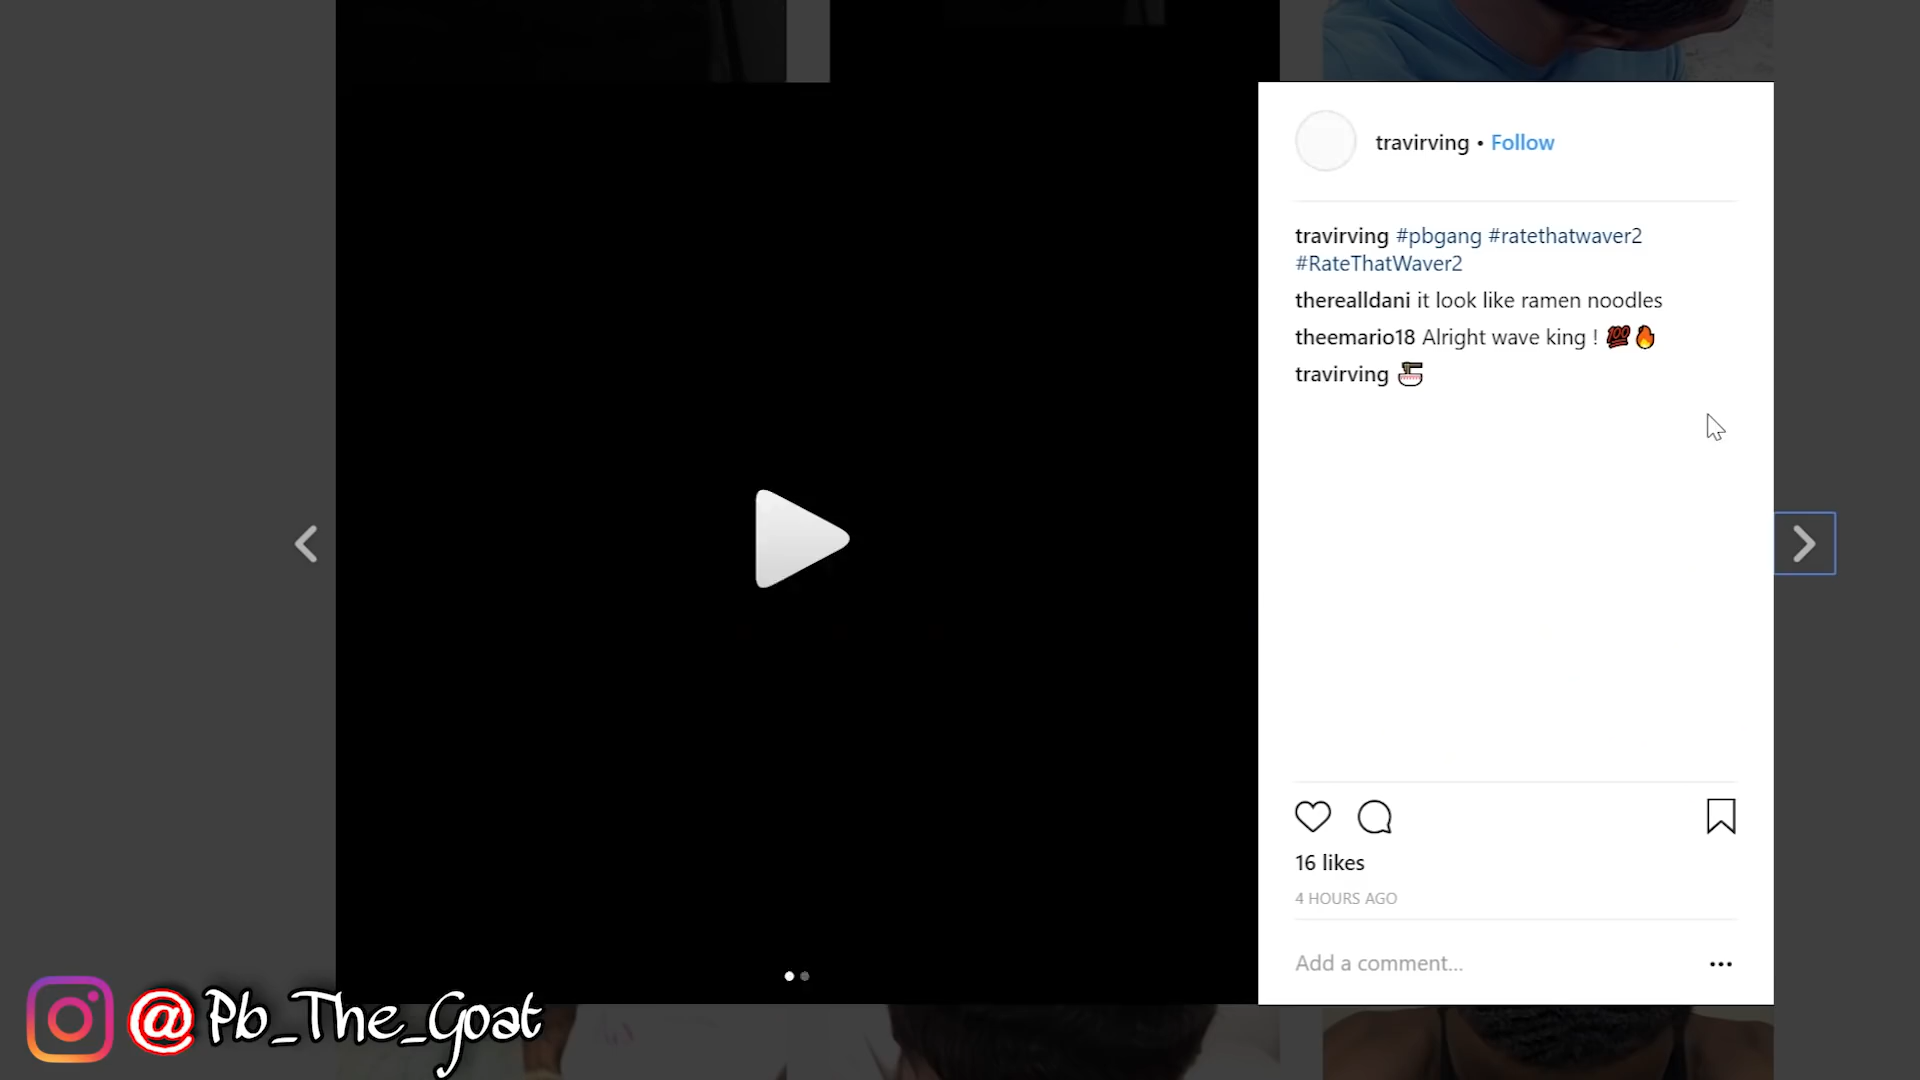 travirving • Follow
travirving #pbgang #ratethatwaver2
#RateThatWaver2
therealldani it look like ramen noodles
theemario18 Alright wave king ! 💯🔥
travirving 🍜
16 likes
4 HOURS AGO
Add a comment...
@Pb_The_Goat